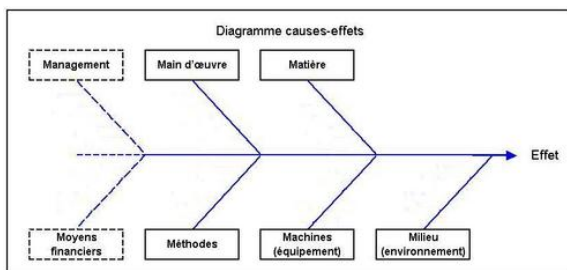 Diagramme causes-effets
Management
Main d'œuvre
Matière
Effet
Moyens
financiers
Méthodes
Machines
(équipement)
Milieu
(environnement)